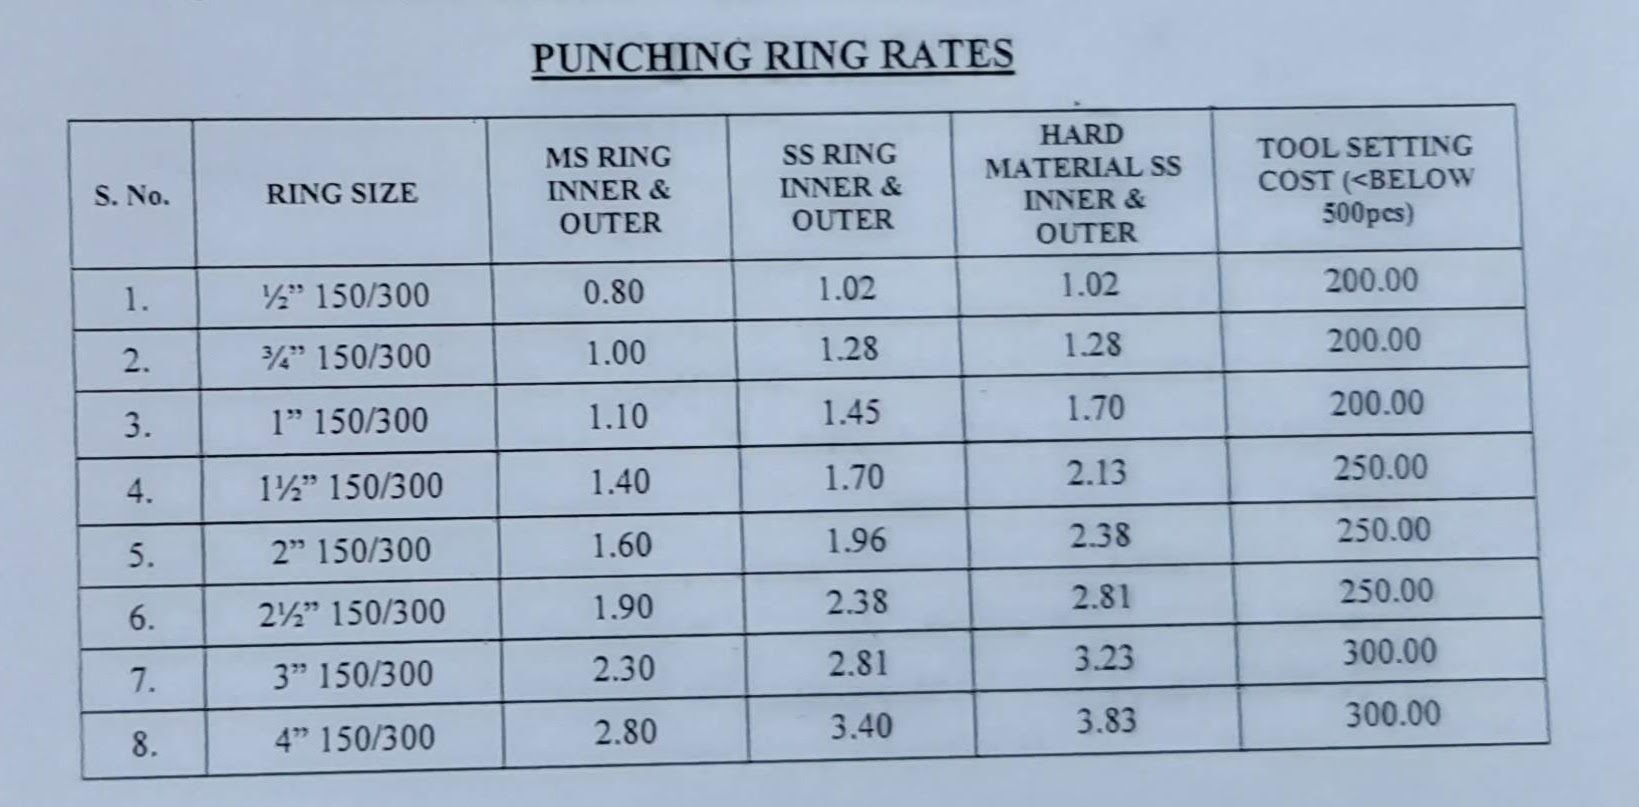 PUNCHING RING RATES
S. No. RING SIZE MS RING INNER & OUTER SS RING INNER & OUTER HARD MATERIAL SS INNER & OUTER TOOL SETTING COST (<BELOW 500pcs)
1. ½” 150/300 0.80 1.02 1.02 200.00
2. ¾” 150/300 1.00 1.28 1.28 200.00
3. 1” 150/300 1.10 1.45 1.70 200.00
4. 1½” 150/300 1.40 1.70 2.13 250.00
5. 2” 150/300 1.60 1.96 2.38 250.00
6. 2½” 150/300 1.90 2.38 2.81 250.00
7. 3” 150/300 2.30 2.81 3.23 300.00
8. 4” 150/300 2.80 3.40 3.83 300.00